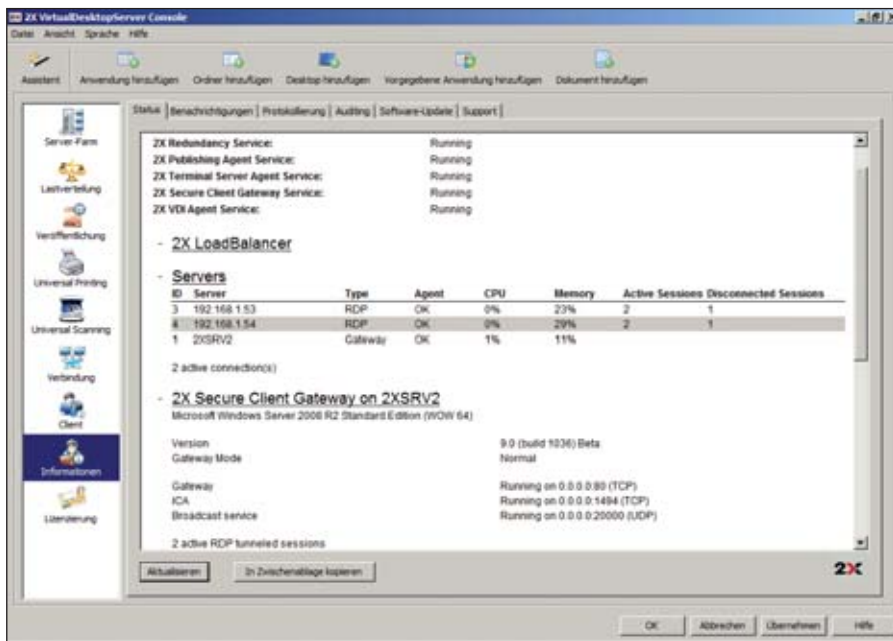 2X VirtualDesktopServer Console
Datei Ansicht Sprache Hilfe
Assistent Anwendung hinzufügen Ordner hinzufügen Desktop hinzufügen Vorgegebene Anwendung hinzufügen Dokument hinzufügen
Server-Farm
Lastverteilung
Veröffentlichung
Universal Printing
Universal Scanning
Verbindung
Client
Informationen
Lizenzierung
Status Benachrichtigungen Protokollierung Auditing Software-Update Support
2X Redundancy Service: Running
2X Publishing Agent Service: Running
2X Terminal Server Agent Service: Running
2X Secure Client Gateway Service: Running
2X VDI Agent Service: Running
- 2X LoadBalancer
- Servers
ID Server Type Agent CPU Memory Active Sessions Disconnected Sessions
3 192.168.1.53 RDP OK 0% 23% 2 1
4 192.168.1.54 RDP OK 0% 29% 2 1
1 2XSRV2 Gateway OK 1% 11%
2 active connection(s)
- 2X Secure Client Gateway on 2XSRV2
Microsoft Windows Server 2008 R2 Standard Edition (WOW 64)
Version 9.0 (build 1036) Beta
Gateway Mode Normal
Gateway Running on 0.0.0.0:80 (TCP)
ICA Running on 0.0.0.0:1494 (TCP)
Broadcast service Running on 0.0.0.0:20000 (UDP)
2 active RDP tunneled sessions
Aktualisieren In Zwischenablage kopieren
2X
OK Abbrechen Übernehmen Hilfe